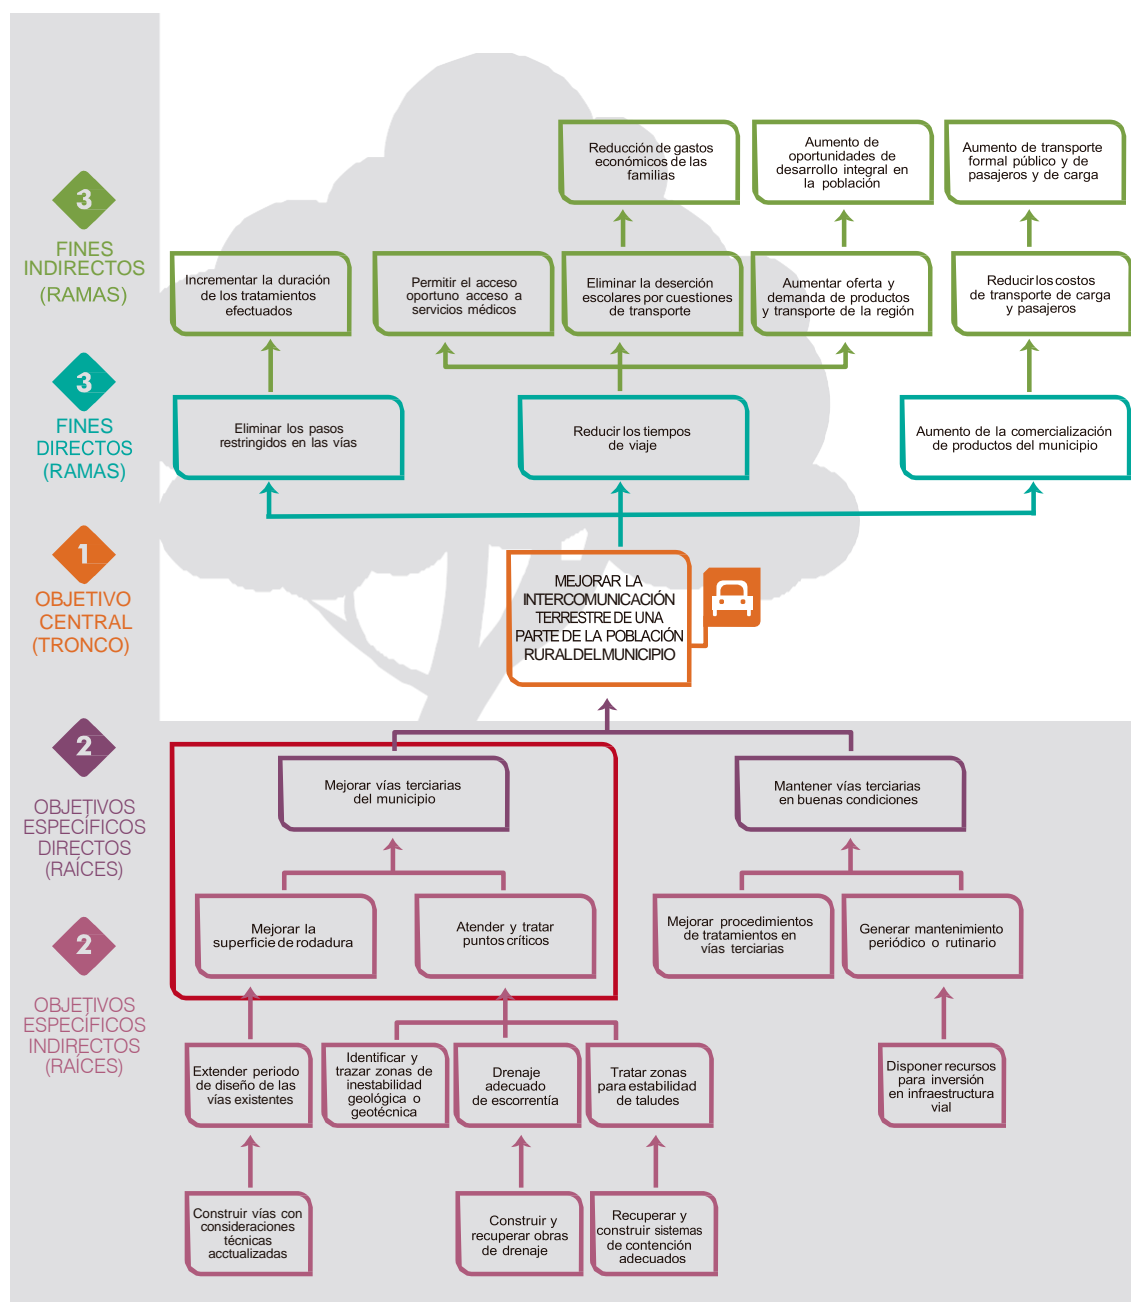 Reducción de gastos
económicos de las
familias
Aumento de
oportunidades de
desarrollo integral en
la población
Aumento de transporte
formal público y de
pasajeros y de carga
3
FINES
INDIRECTOS
(RAMAS)
Incrementar la duración
de los tratamientos
efectuados
Permitir el acceso
oportuno acceso a
servicios médicos
Eliminar la deserción
escolares por cuestiones
de transporte
Aumentar oferta y
demanda de productos
y transporte de la región
Reducir los costos
de transporte de carga
y pasajeros
3
FINES
DIRECTOS
(RAMAS)
Eliminar los pasos
restringidos en las vías
Reducir los tiempos
de viaje
Aumento de la comercialización
de productos del municipio
1
OBJETIVO
CENTRAL
(TRONCO)
MEJORAR LA
INTERCOMUNICACIÓN
TERRESTRE DE UNA
PARTE DE LA POBLACIÓN
RURAL DEL MUNICIPIO
2
OBJETIVOS
ESPECÍFICOS
DIRECTOS
(RAÍCES)
Mejorar vías terciarias
del municipio
Mantener vías terciarias
en buenas condiciones
2
OBJETIVOS
ESPECÍFICOS
INDIRECTOS
(RAÍCES)
Mejorar la
superficie de rodadura
Atender y tratar
puntos críticos
Mejorar procedimientos
de tratamientos en
vías terciarias
Generar mantenimiento
periódico o rutinario
Extender periodo
de diseño de las
vías existentes
Identificar y
trazar zonas de
inestabilidad
geológica o
geotécnica
Drenaje
adecuado
de escorrentía
Tratar zonas
para estabilidad
de taludes
Disponer recursos
para inversión
en infraestructura
vial
Construir vías con
consideraciones
técnicas
acctualizadas
Construir y
recuperar obras
de drenaje
Recuperar y
construir sistemas
de contención
adecuados